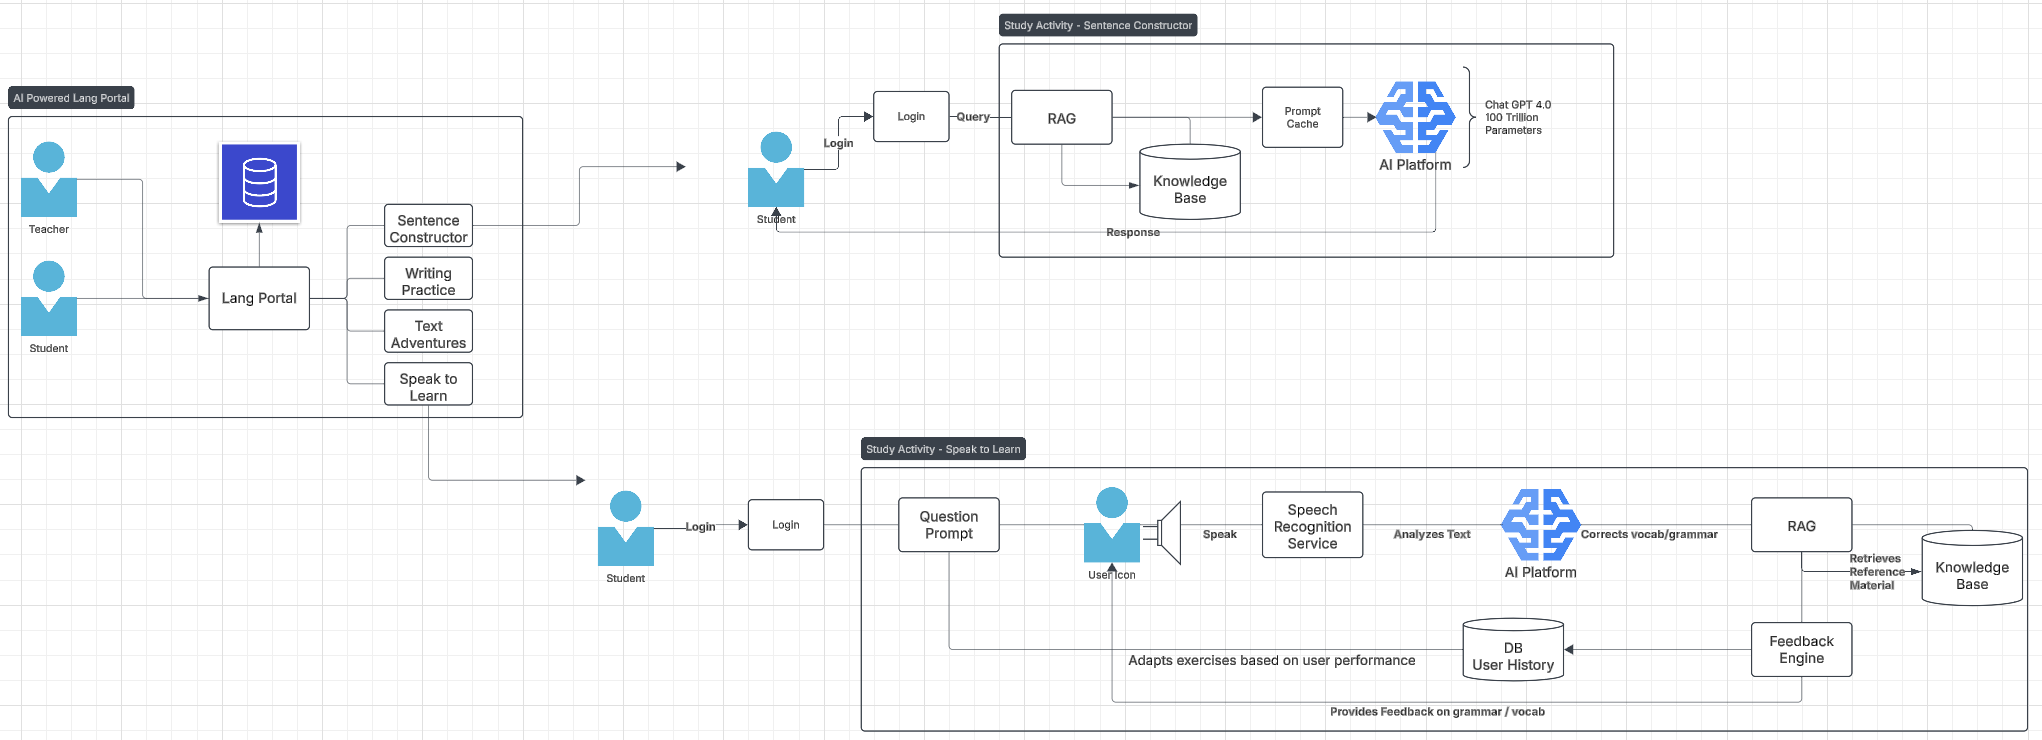 Study Activity - Sentence Constructor
AI Powered Lang Portal
Teacher
Student
Lang Portal
Sentence
Constructor
Writing
Practice
Text
Adventures
Speak to
Learn
Student
Login
Login
Query
RAG
Knowledge
Base
Prompt
Cache
AI Platform
Chat GPT 4.0
100 Trillion
Parameters
Response
Study Activity - Speak to Learn
Student
Login
Login
Question
Prompt
User Icon
Speak
Speech
Recognition
Service
Analyzes Text
AI Platform
Corrects vocab/grammar
RAG
Retrieves
Reference
Material
Knowledge
Base
Feedback
Engine
DB
User History
Adapts exercises based on user performance
Provides Feedback on grammar / vocab